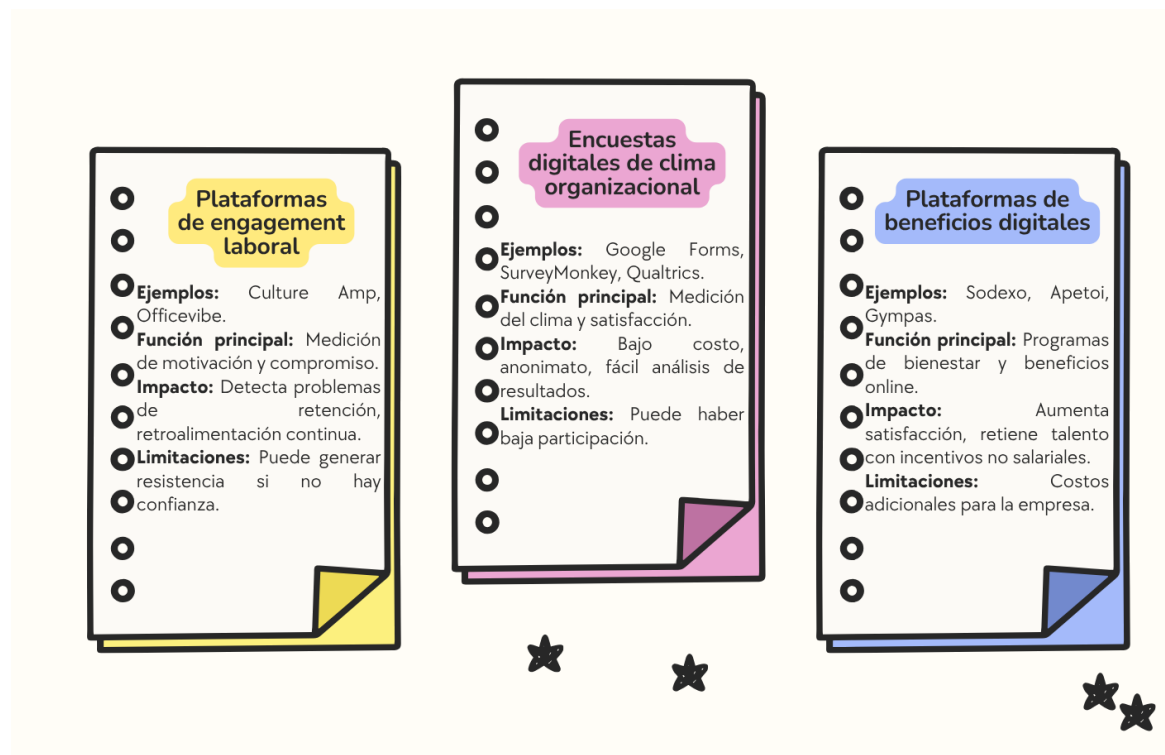 Plataformas
de engagement
laboral
Ejemplos: Culture Amp,
Officevibe.
Función principal: Medición
de motivación y compromiso.
Impacto: Detecta problemas
de retención,
retroalimentación continua.
Limitaciones: Puede generar
resistencia si no hay
confianza.
Encuestas
digitales de clima
organizacional
Ejemplos: Google Forms,
SurveyMonkey, Qualtrics.
Función principal: Medición
del clima y satisfacción.
Impacto: Bajo costo,
anonimato, fácil análisis de
resultados.
Limitaciones: Puede haber
baja participación.
Plataformas de
beneficios digitales
Ejemplos: Sodexo, Apetoi,
Gympas.
Función principal: Programas
de bienestar y beneficios
online.
Impacto: Aumenta
satisfacción, retiene talento
con incentivos no salariales.
Limitaciones: Costos
adicionales para la empresa.